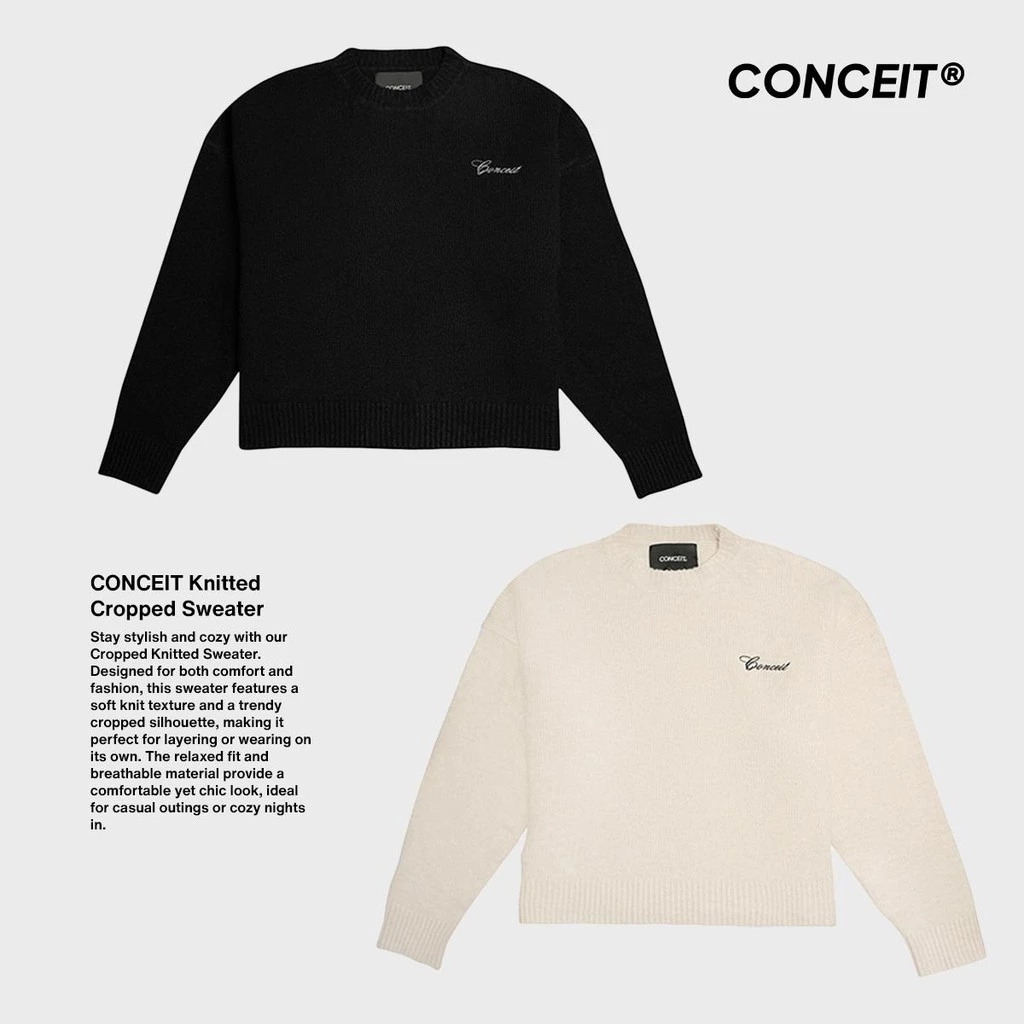 CONCEIT®
CONCEIT
Conceit
CONCEIT Knitted
Cropped Sweater
Stay stylish and cozy with our
Cropped Knitted Sweater.
Designed for both comfort and
fashion, this sweater features a
soft knit texture and a trendy
cropped silhouette, making it
perfect for layering or wearing on
its own. The relaxed fit and
breathable material provide a
comfortable yet chic look, ideal
for casual outings or cozy nights
in.
CONCEIT.
Conceit